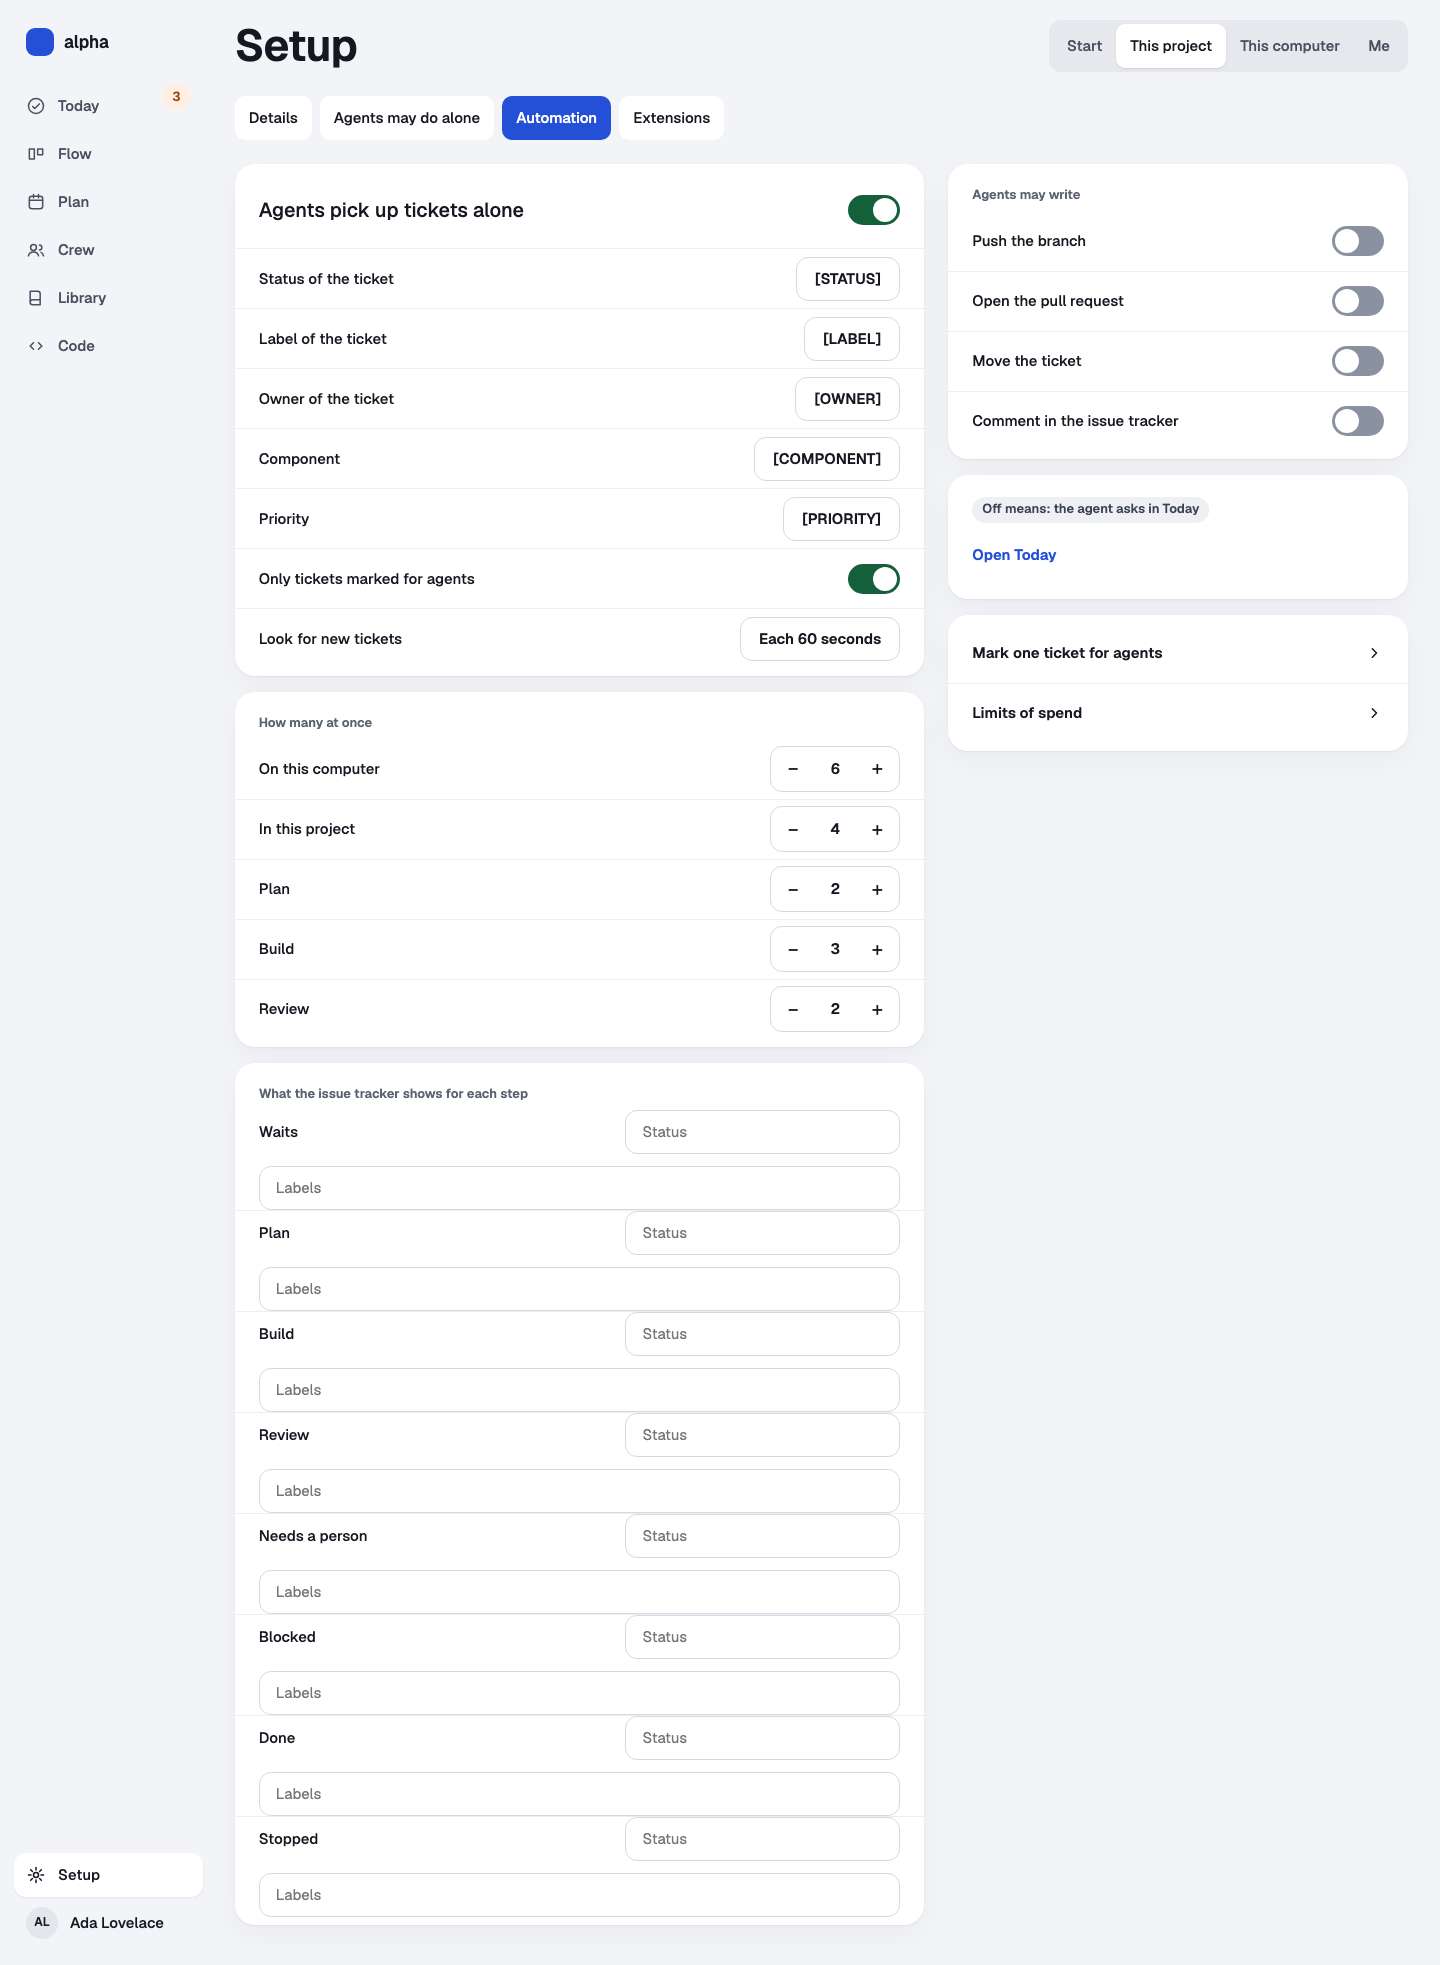 alpha
Today
3
Flow
Plan
Crew
Library
Code
Setup
AL
Ada Lovelace
Setup
Start
This project
This computer
Me
Details
Agents may do alone
Automation
Extensions
Agents pick up tickets alone
Status of the ticket
[STATUS]
Label of the ticket
[LABEL]
Owner of the ticket
[OWNER]
Component
[COMPONENT]
Priority
[PRIORITY]
Only tickets marked for agents
Look for new tickets
Each 60 seconds
How many at once
On this computer
− 6 +
In this project
− 4 +
Plan
− 2 +
Build
− 3 +
Review
− 2 +
What the issue tracker shows for each step
Waits
Status
Labels
Plan
Status
Labels
Build
Status
Labels
Review
Status
Labels
Needs a person
Status
Labels
Blocked
Status
Labels
Done
Status
Labels
Stopped
Status
Labels
Agents may write
Push the branch
Open the pull request
Move the ticket
Comment in the issue tracker
Off means: the agent asks in Today
Open Today
Mark one ticket for agents
Limits of spend